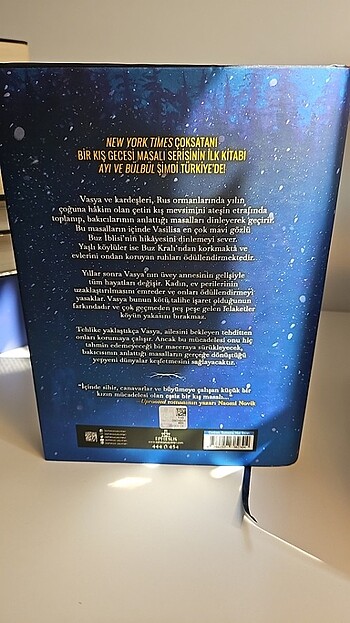 NEW YORK TIMES ÇOKSATANI
BİR KIŞ GECESİ MASALI SERİSİNİN İLK KİTABI
AYI VE BÜLBÜL ŞİMDİ TÜRKİYE'DE!
Vasya ve kardeşleri, Rus ormanlarında yılın
çoğuna hâkim olan çetin kış mevsimini ateşin etrafında
toplanıp, bakıcılarının anlattığı masalları dinleyerek geçirir.
Bu masalların içinde Vasilisa en çok mavi gözlü
Buz İblisi'nin hikâyesini dinlemeyi sever.
Yaşlı köylüler ise Buz Kralı'ndan korkmakta ve
evlerini ondan koruyan ruhları ödüllendirmektedir..
Yıllar sonra Vasya'nın üvey annesinin gelişiyle
tüm hayatları değişir. Kadın, ev perilerinin
uzaklaştırılmasını emreder ve onları ödüllendirmeyi
yasaklar. Vasya bunun kötü talihe işaret olduğunun
farkındadır ve çok geçmeden peş peşe gelen felaketler
köyün yakasını bırakmaz.
Tehlike yaklaştıkça Vasya, ailesini bekleyen tehditten
onları korumaya çalışır. Ancak bu mücadelesi onu hiç
tahmin edemeyeceği bir maceraya sürükleyecek,
bakıcısının anlattığı masalların gerçeğe dönüştüğü
yepyeni dünyalar keşfetmesini sağlayacaktır.
"İçinde sihir, canavarlar ve büyümeye çalışan küçük bir
kızın mücadelesi olan eşsiz bir kış masalı..."
Uprooted romanının yazarı Naomi Novik
EPHESUS
444 0 454